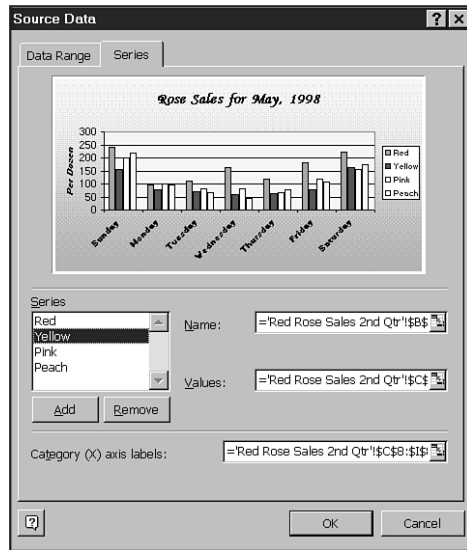 Source Data
Data Range
Series
Rose Sales for May, 1998
Per Dozen
300
250
200
150
100
50
0
Sunday
Monday
Tuesday
Wednesday
Thursday
Friday
Saturday
Red
Yellow
Pink
Peach
Series
Red
Yellow
Pink
Peach
Add
Remove
Name:
='Red Rose Sales 2nd Qtr'!$B$
Values:
='Red Rose Sales 2nd Qtr'!$C$
Category (X) axis labels:
='Red Rose Sales 2nd Qtr'!$C$8:$I$
OK
Cancel